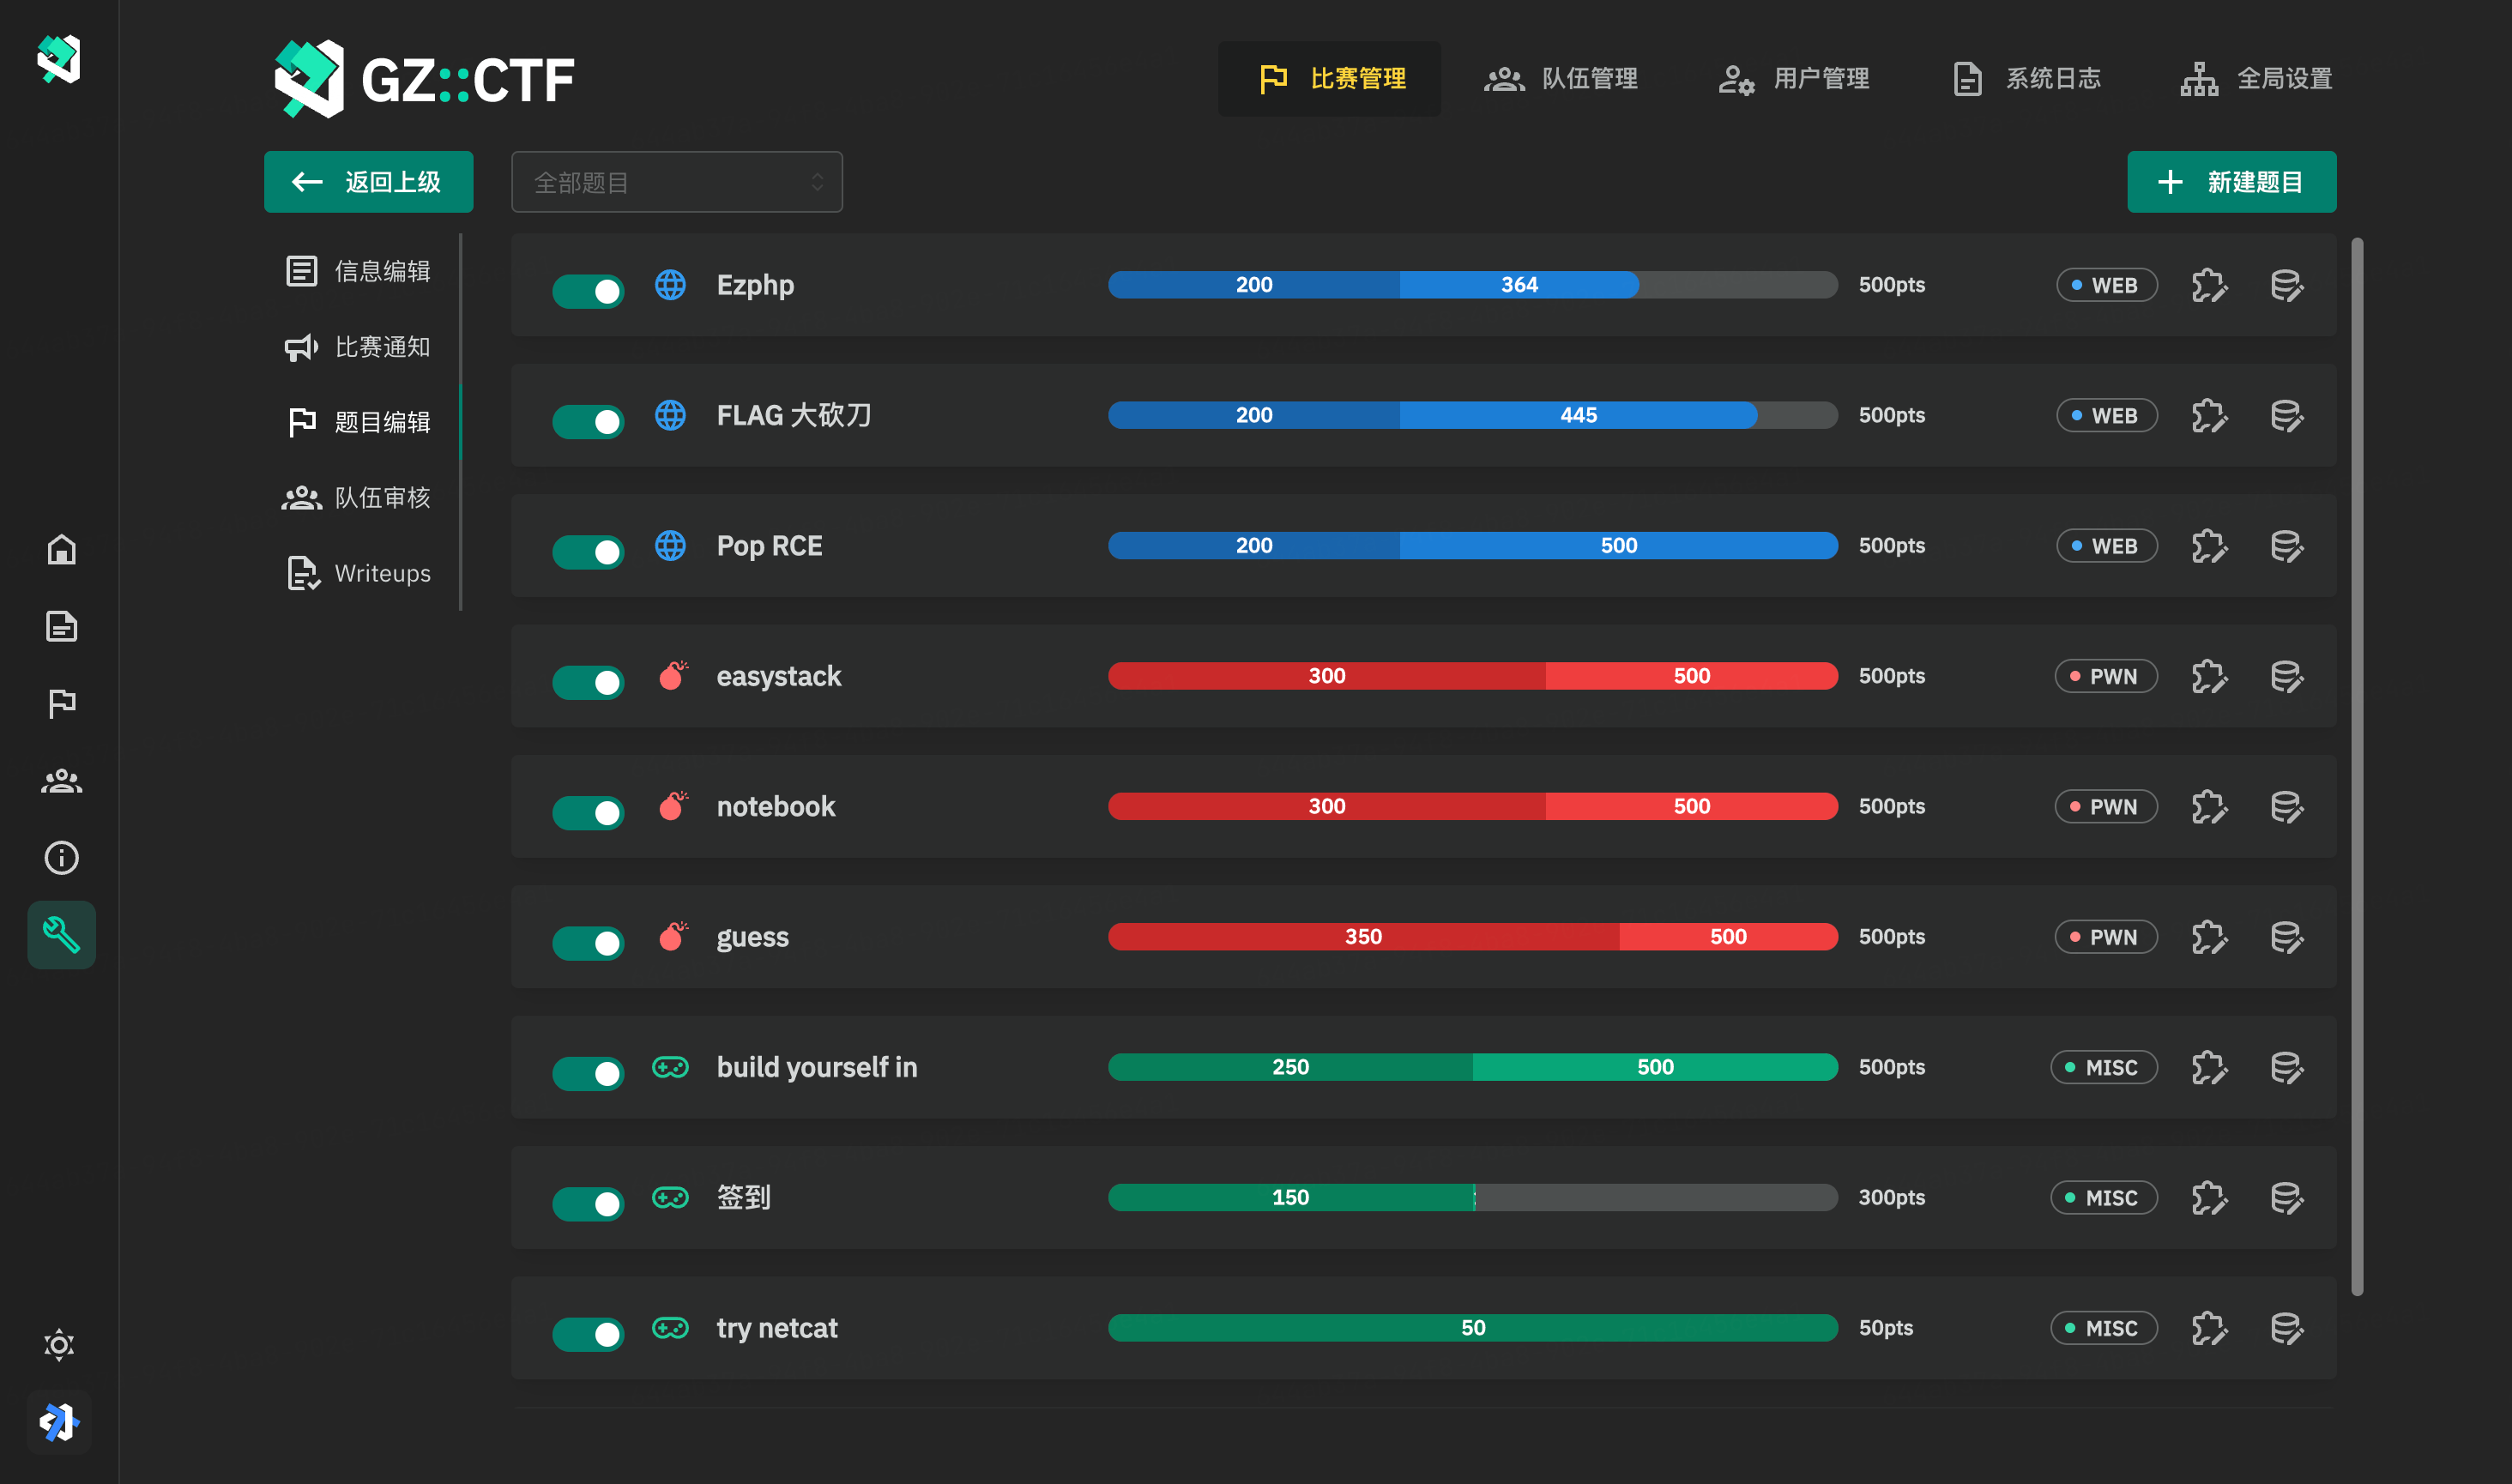 GZ::CTF
比赛管理
队伍管理
用户管理
系统日志
全局设置
返回上级
全部题目
新建题目
信息编辑
比赛通知
题目编辑
队伍审核
Writeups
Ezphp 200 364 500pts WEB
FLAG 大砍刀 200 445 500pts WEB
Pop RCE 200 500 500pts WEB
easystack 300 500 500pts PWN
notebook 300 500 500pts PWN
guess 350 500 500pts PWN
build yourself in 250 500 500pts MISC
签到 150 300pts MISC
try netcat 50 50pts MISC